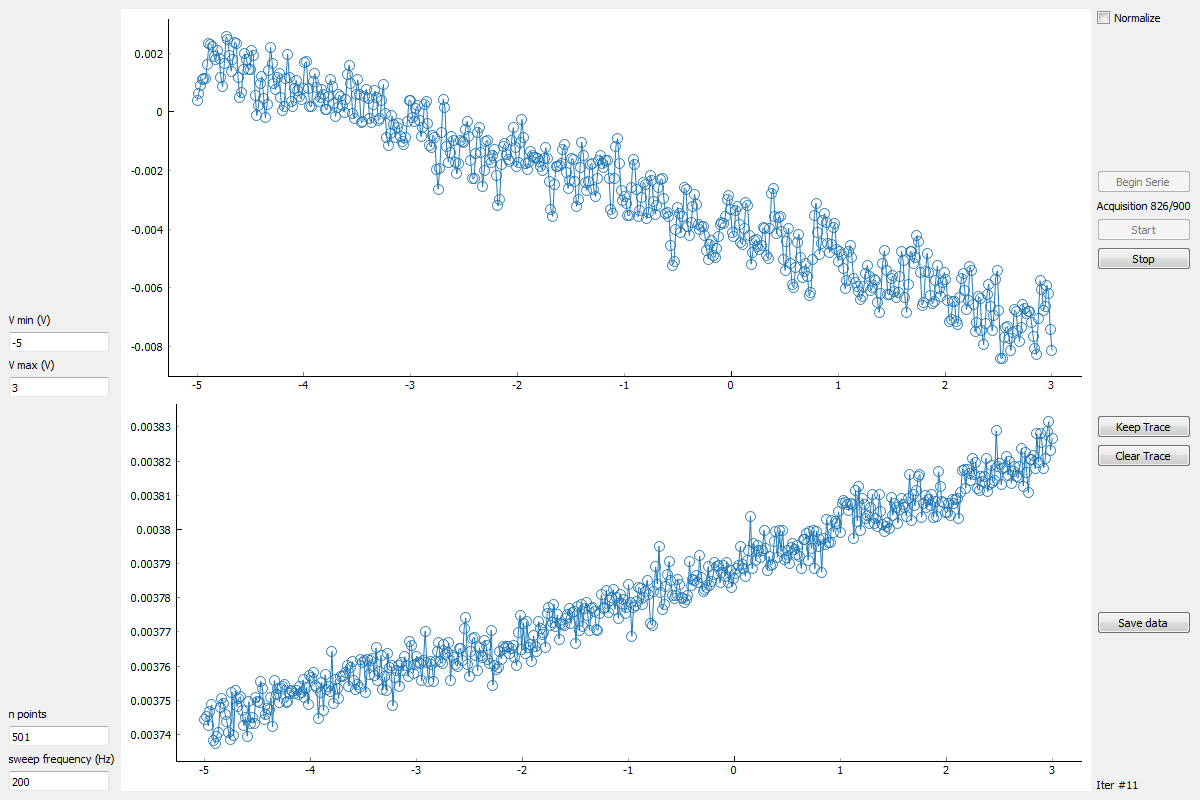 Normalize
0.002
0
-0.002
-0.004
-0.006
-0.008
-5
-4
-3
-2
-1
0
1
2
3
Begin Serie
Acquisition 826/900
Start
Stop
V min (V)
-5
V max (V)
3
0.00383
0.00382
0.00381
0.0038
0.00379
0.00378
0.00377
0.00376
0.00375
0.00374
-5
-4
-3
-2
-1
0
1
2
3
Keep Trace
Clear Trace
Save data
n points
501
sweep frequency (Hz)
200
Iter #11